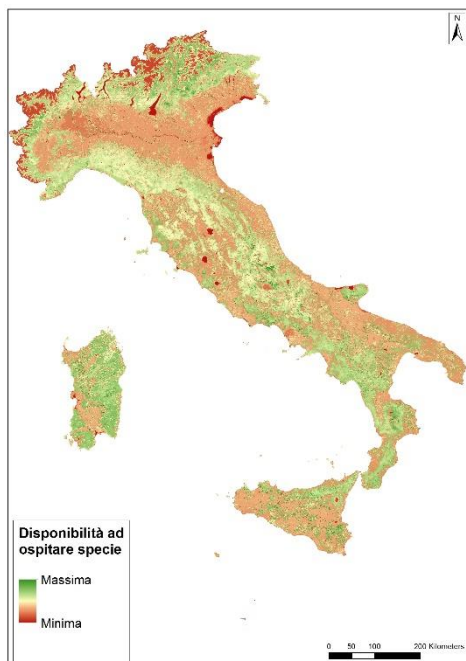 N
Disponibilità ad
ospitare specie
Massima
Minima
0 50 100 200 Kilometers